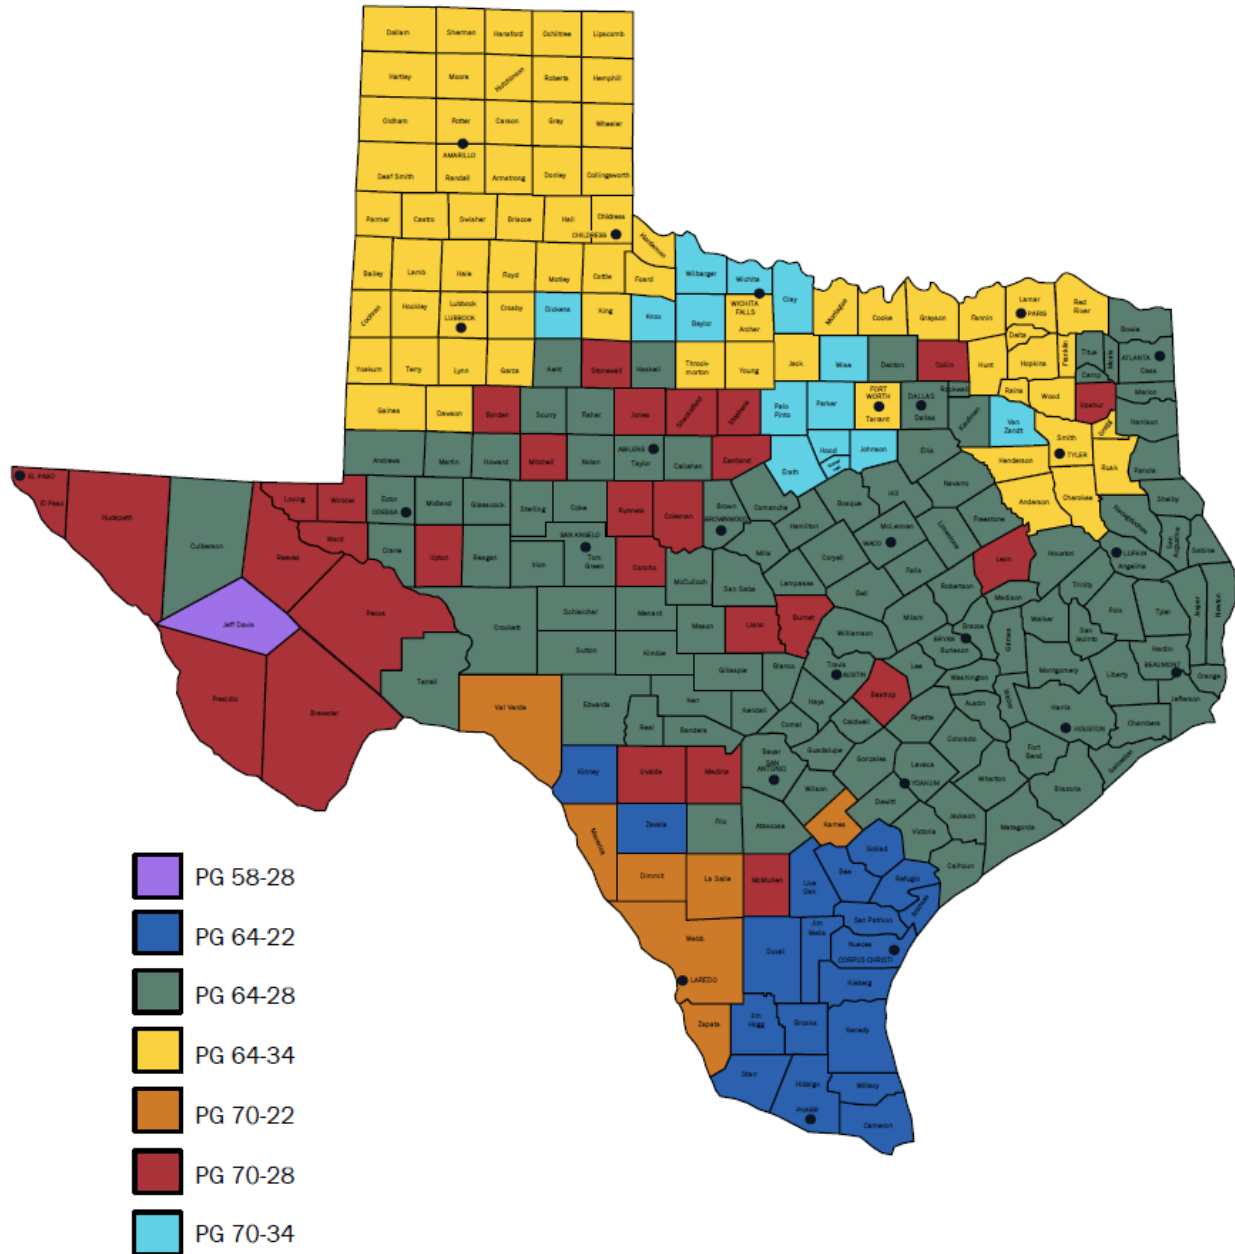 Dallam Sherman Hansford Ochiltree Lipscomb
Hartley Moore Hutchinson Roberts Hemphill
Oldham Potter Carson Gray Wheeler
AMARILLO
Deaf Smith Randall Armstrong Donley Collingsworth
Parmer Castro Swisher Briscoe Hall Childress
CHILDRESS
Hardeman
Bailey Lamb Hale Floyd Motley Cottle Foard Wilbarger Wichita Clay
Cochran Hockley Lubbock Crosby Dickens King Knox Baylor WICHITA
FALLS
Archer Montague Cooke Grayson Fannin Lamar Red
River
LUBBOCK
PARIS
Delta
Bowie
Yoakum Terry Lynn Garza Kent Stonewall Haskell Throck-
morton Young Jack Wise Denton Collin Hunt Hopkins Franklin Titus Morris ATLANTA
Cass
Camp
Rockwall Rains Wood Upshur Marion
Gaines Dawson Borden Scurry Fisher Jones Shackelford Stephens Palo
Pinto Parker FORT
WORTH
Tarrant DALLAS
Dallas Kaufman Van
Zandt Smith
TYLER Gregg Harrison
Andrews Martin Howard Mitchell Nolan ABILENE
Taylor Callahan Eastland Erath Hood Johnson Ellis Henderson Rusk Panola
EL PASO
El Paso Hudspeth Culberson Loving Winkler Ector
ODESSA Midland Glasscock Sterling Coke Runnels Coleman Brown
BROWNWOOD Comanche Bosque Hill Navarro Anderson Cherokee Nacogdoches Shelby
Reeves Ward Crane Upton Reagan Irion SAN ANGELO
Tom
Green Concho McCulloch Mills Hamilton McLennan
WACO Limestone Freestone Leon Houston LUFKIN
Angelina San
Augustine Sabine
Jeff Davis Pecos Crockett Schleicher Menard Mason San Saba Lampasas Coryell Bell Falls Robertson Madison Trinity Polk Tyler Jasper Newton
Sutton Kimble Llano Burnet Williamson Milam Brazos
BRYAN
Burleson Grimes Walker San
Jacinto Hardin
BEAUMONT
Presidio Brewster Terrell Val Verde Edwards Gillespie Blanco Travis
AUSTIN Lee Washington Montgomery Liberty Orange
Jefferson
Real Kerr Kendall Hays Bastrop Fayette Austin Waller Harris
HOUSTON Chambers
Bandera Comal Caldwell Colorado Fort
Bend Galveston
Kinney Uvalde Medina Bexar
SAN
ANTONIO Guadalupe Gonzales Lavaca
YOAKUM Wharton Brazoria
Maverick Zavala Frio Atascosa Wilson Karnes Dewitt Jackson Matagorda
Victoria
Goliad Calhoun
Dimmit La Salle McMullen Live
Oak Bee Refugio
Aransas
San Patricio
Webb
LAREDO Duval Jim
Wells Nueces
CORPUS CHRISTI
Kleberg
Zapata Jim
Hogg Brooks Kenedy
Starr Hidalgo
PHARR Willacy
Cameron
PG 58-28
PG 64-22
PG 64-28
PG 64-34
PG 70-22
PG 70-28
PG 70-34